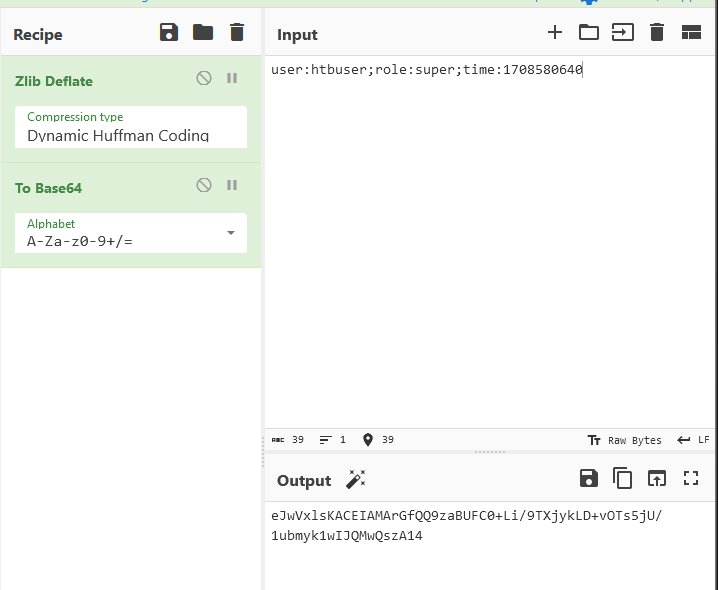 Recipe
Input
Zlib Deflate
user:htbuser;role:super;time:1708580640
Compression type
Dynamic Huffman Coding
To Base64
Alphabet
A-Za-z0-9+/=
ABC 39 1 39
Tт Raw Bytes LF
Output
eJwVxlsKACEIAMArGfQQ9zaBUFC0+Li/9TXjykLD+vOTs5jU/
1ubmyk1wIJQMwQszA14